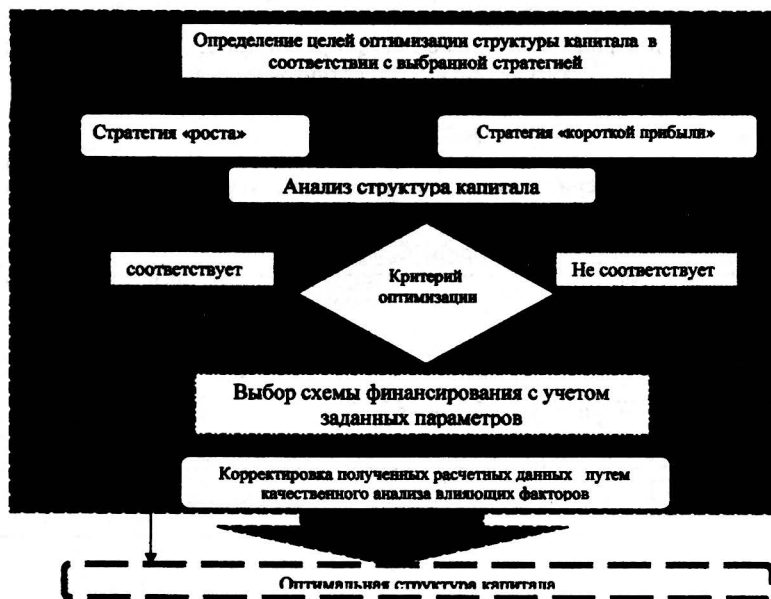 Определение целей оптимизации структуры капитала в
соответствии с выбранной стратегией
Стратегия «роста»
Стратегия «короткой прибыли»
Анализ структура капитала
соответствует
Критерий
оптимизации
Не соответствует
Выбор схемы финансирования с учетом
заданных параметров
Корректировка полученных расчетных данных путем
качественного анализа влияющих факторов
Оптимальная структура капитала